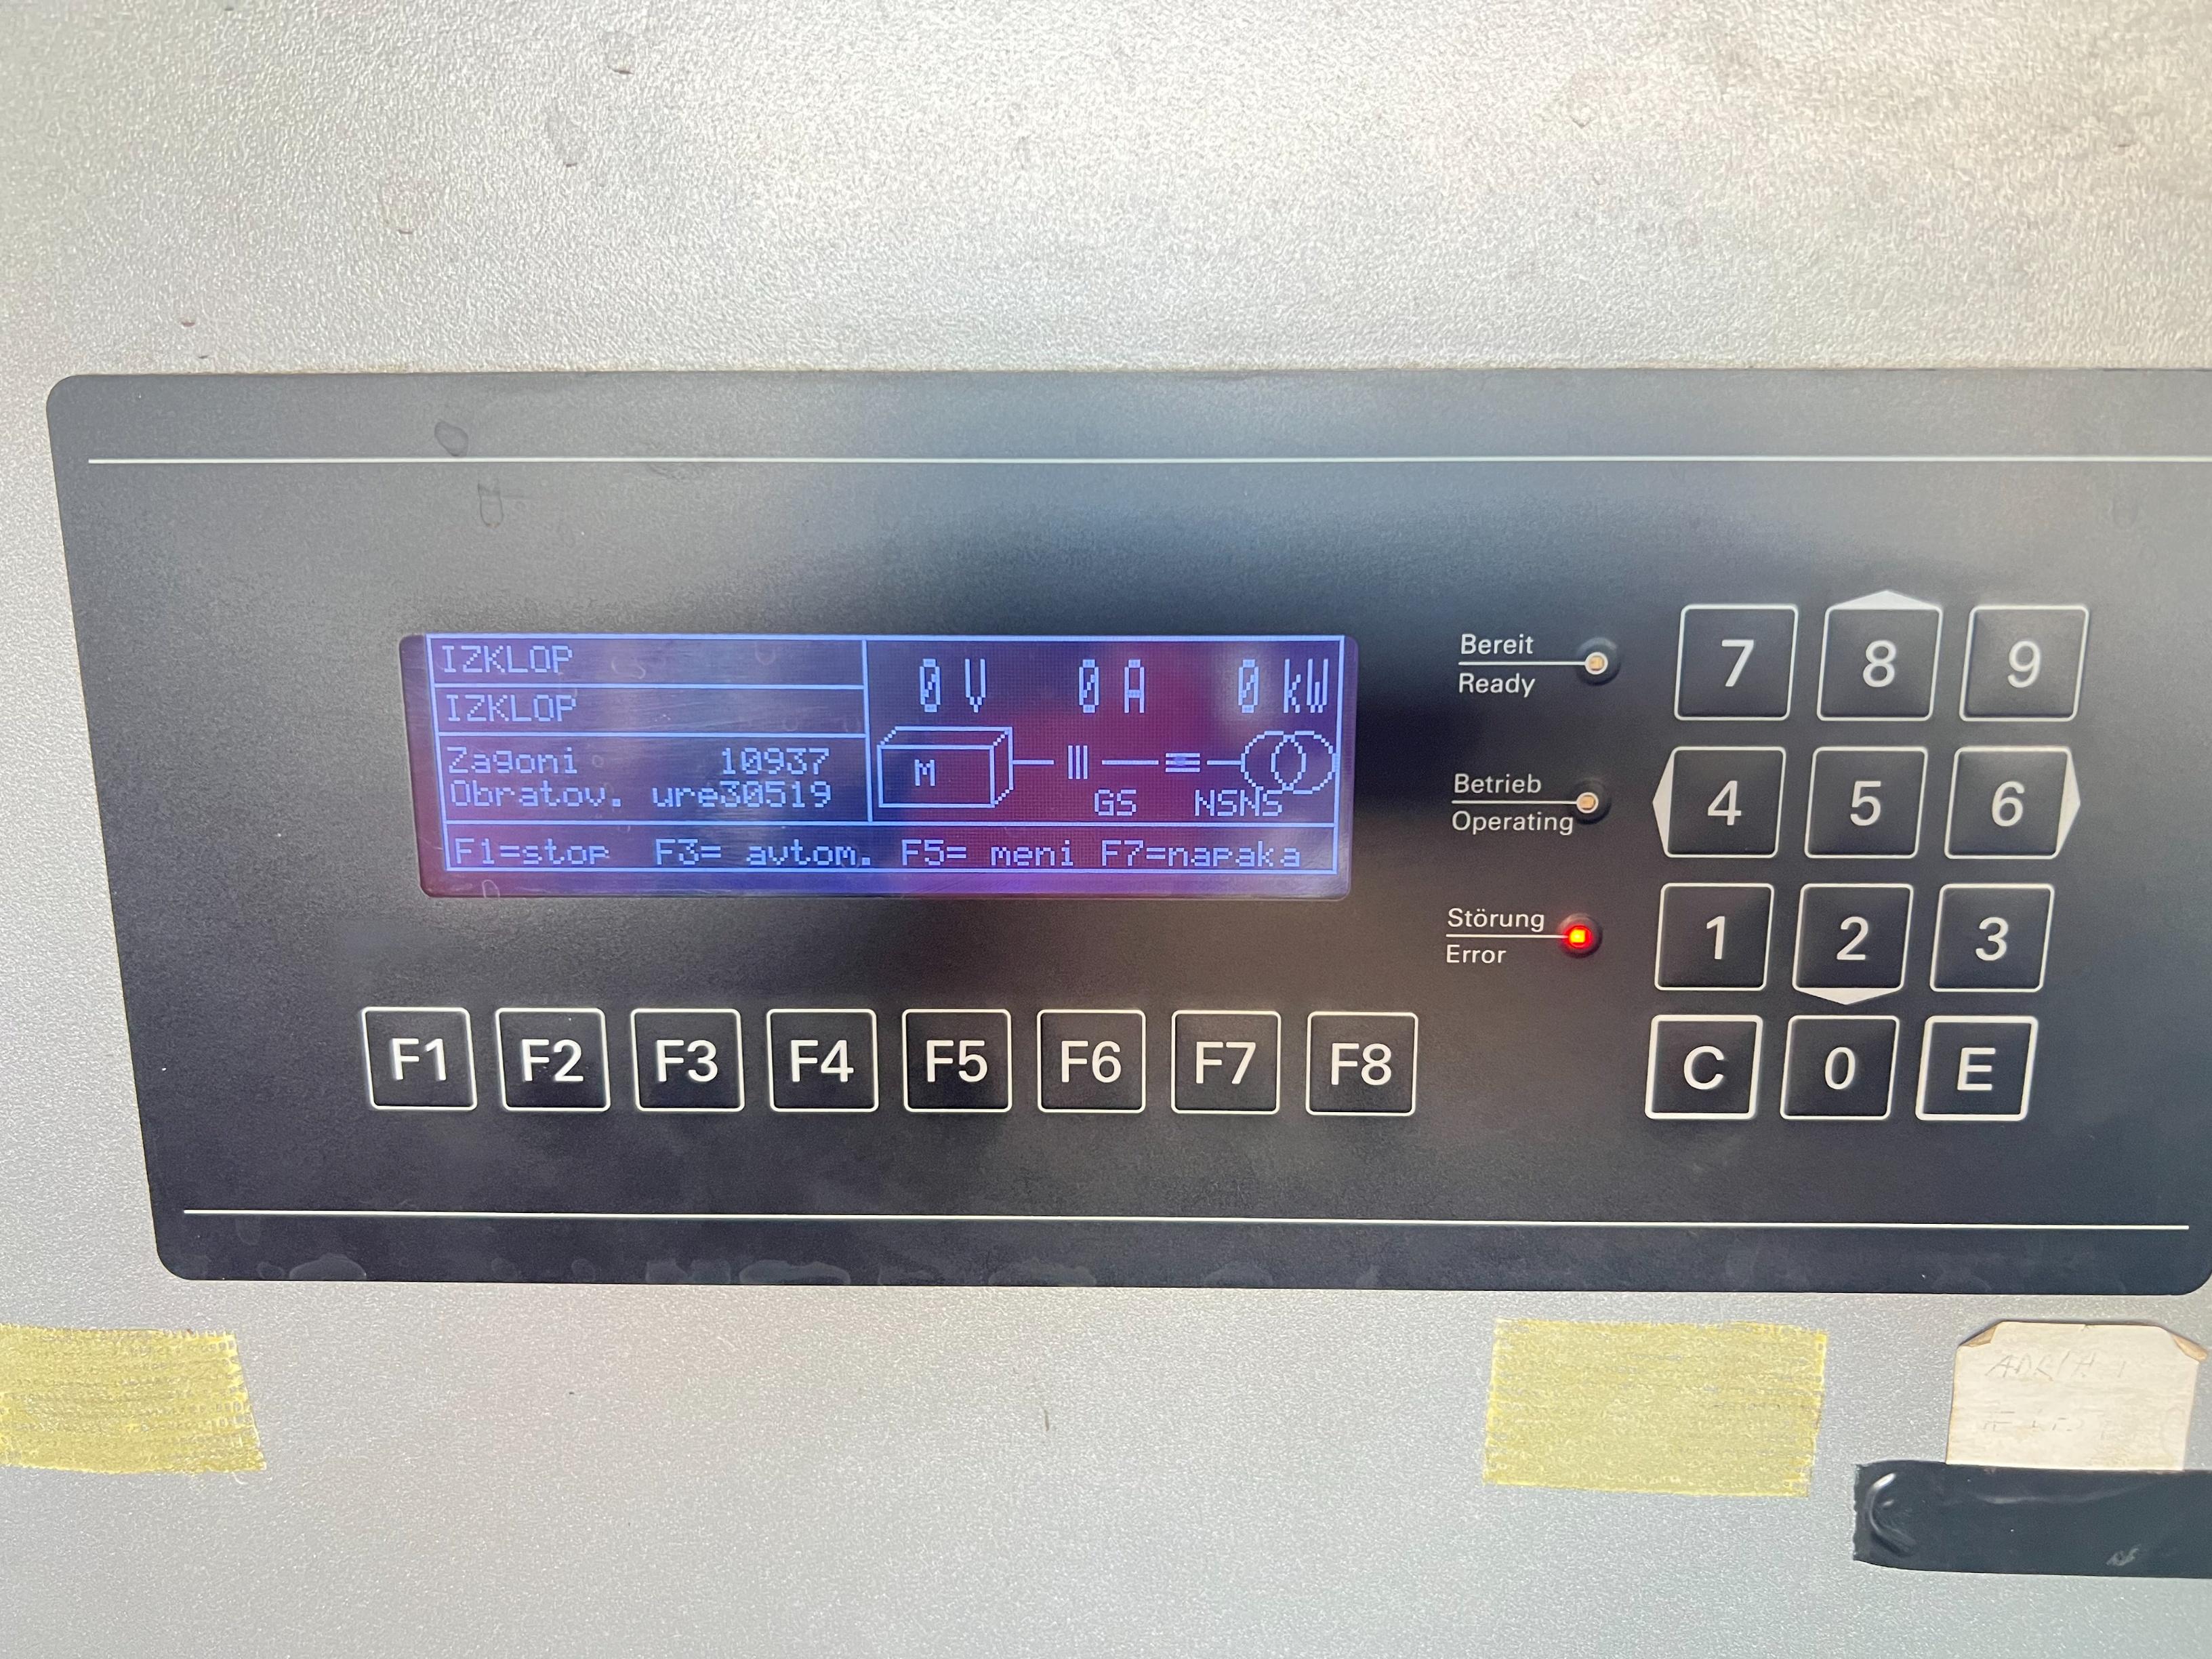 IZKLOP
IZKLOP
Zagoni 10937
Obratov. ure30519
0 V 0 A 0 kW
M
GS NSNS
F1=stop F3= avtom. F5= meni F7=napaka
Bereit
Ready
Betrieb
Operating
Störung
Error
F1 F2 F3 F4 F5 F6 F7 F8
7 8 9
4 5 6
1 2 3
C 0 E